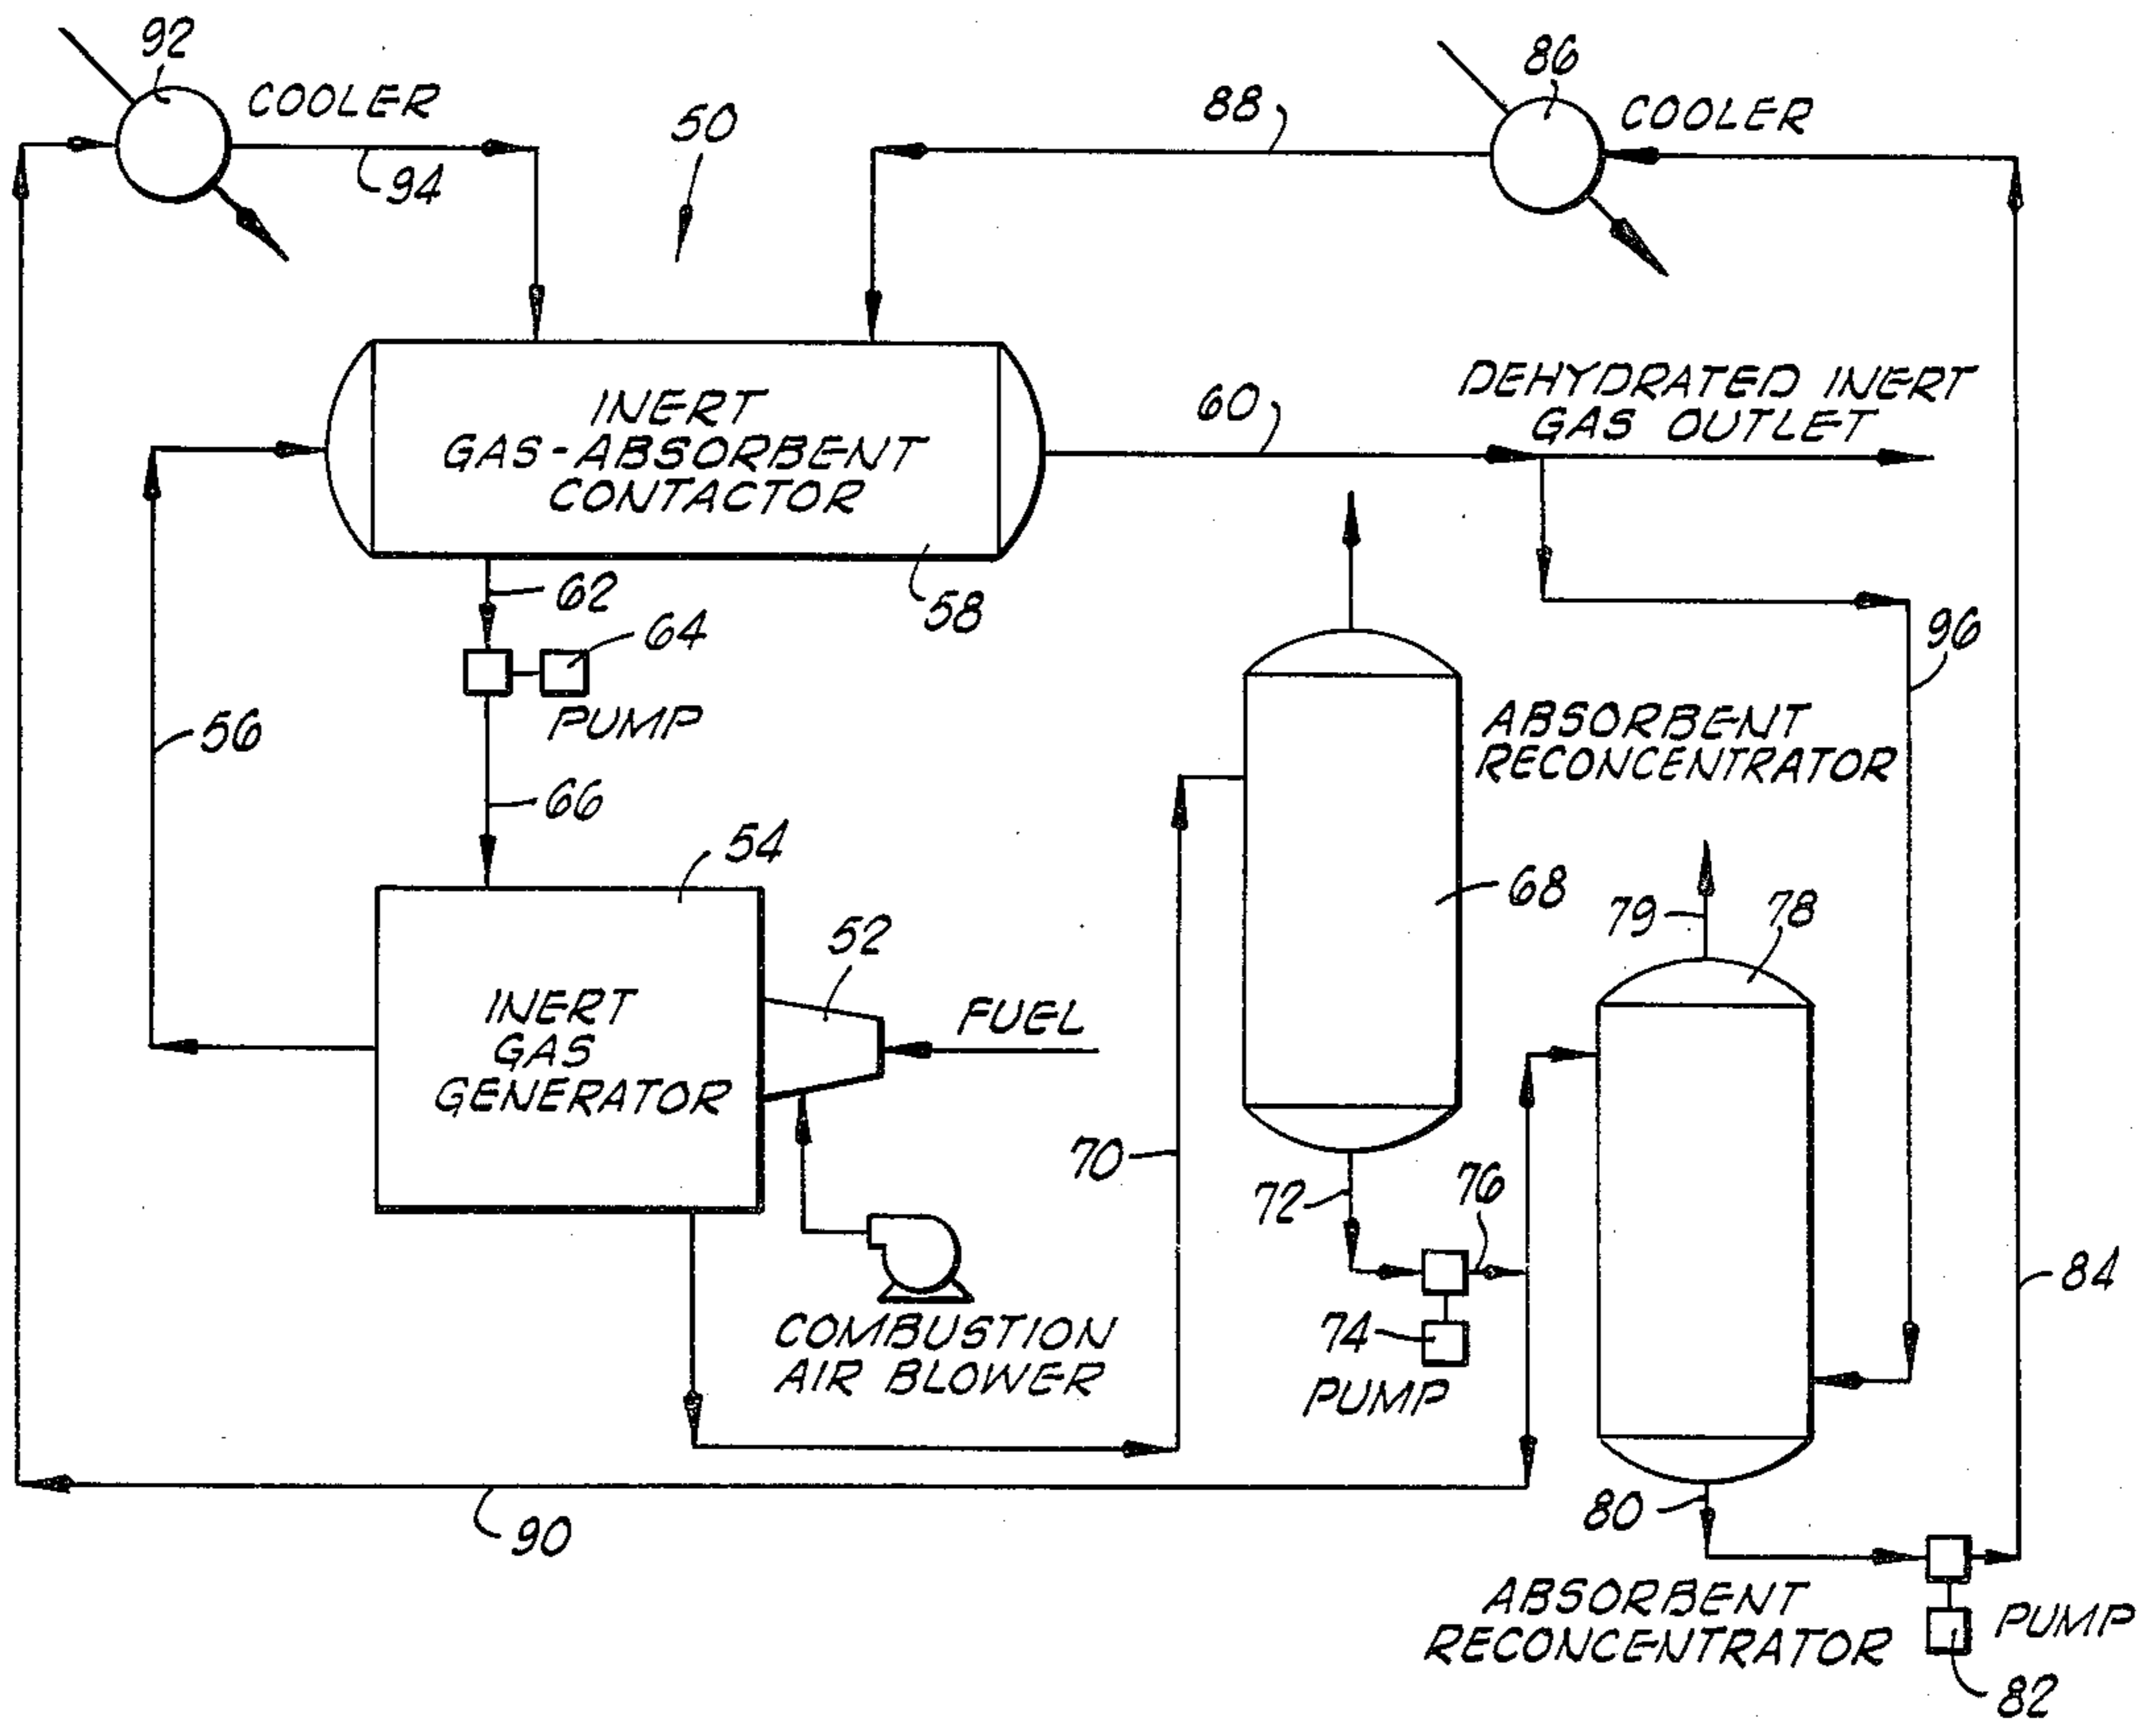 92
COOLER
94
50
88
86
COOLER
INERT
GAS-ABSORBENT
CONTACTOR
58
60
DEHYDRATED INERT
GAS OUTLET
62
64
PUMP
66
56
96
ABSORBENT
RECONCENTRATOR
68
54
52
FUEL
INERT
GAS
GENERATOR
79
78
70
72
76
74
PUMP
COMBUSTION
AIR BLOWER
84
90
80
ABSORBENT
RECONCENTRATOR
PUMP
82